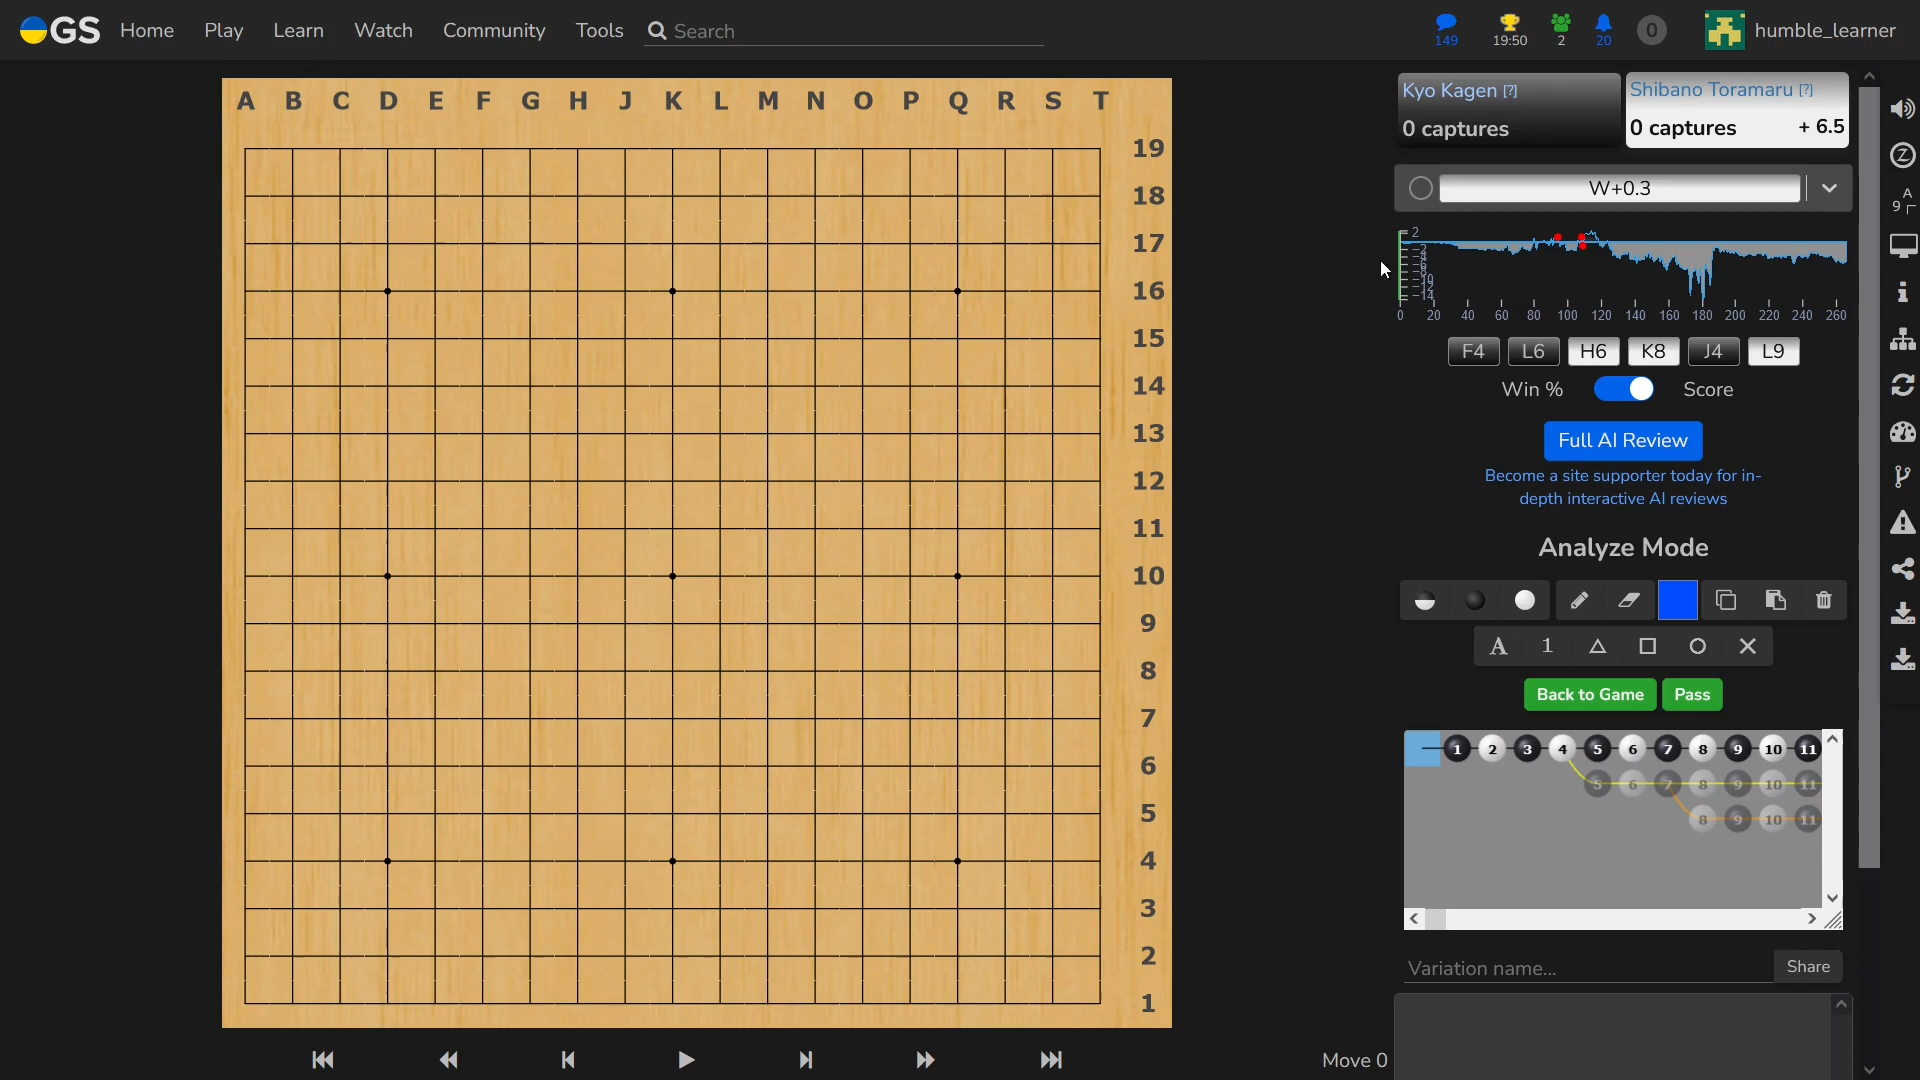 GS Home Play Learn Watch Community Tools Search 149 19:50 2 20 0 humble_learner
A B C D E F G H J K L M N O P Q R S T
19
18
17
16
15
14
13
12
11
10
9
8
7
6
5
4
3
2
1
Move 0
Kyo Kagen [?]
0 captures
Shibano Toramaru [?]
0 captures + 6.5
W+0.3
2
0 20 40 60 80 100 120 140 160 180 200 220 240 260
F4 L6 H6 K8 J4 L9
Win % Score
Full AI Review
Become a site supporter today for in-
depth interactive AI reviews
Analyze Mode
A 1
Back to Game Pass
1 2 3 4 5 6 7 8 9 10 11
5 6 7 8 9 10 11
8 9 10 11
Variation name... Share
Z
A
9